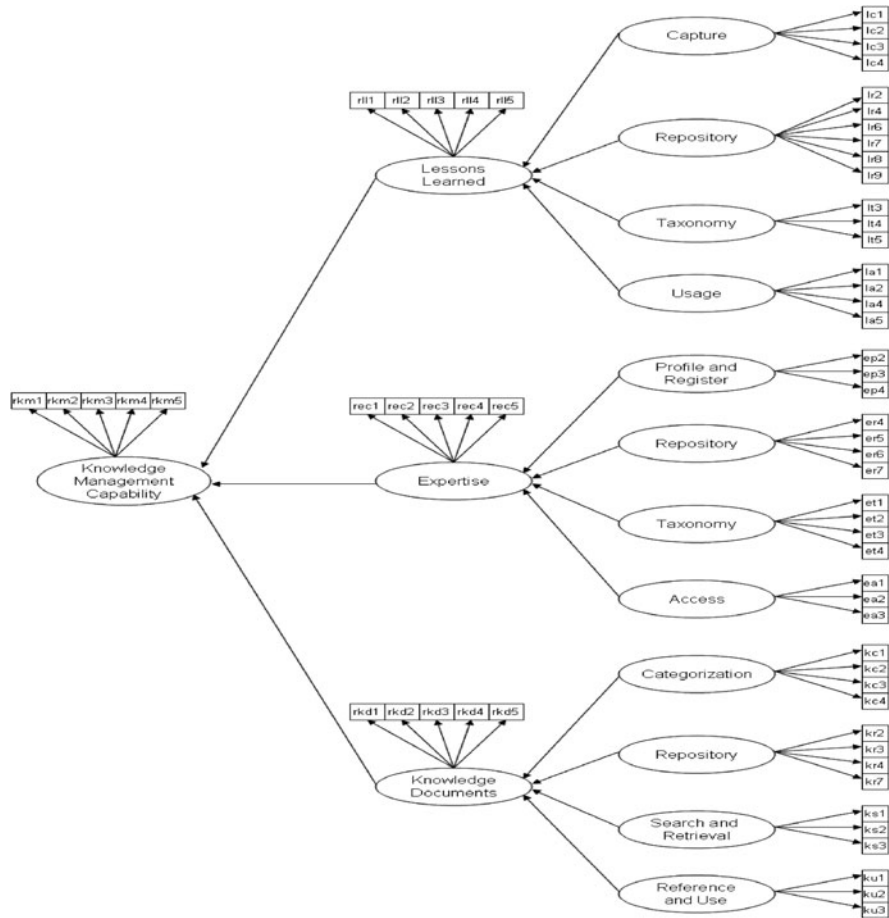 lc1
lc2
Capture
lc3
lc4
rll1 rll2 rll3 rll4 rll5
lr2
lr4
lr6
Repository
lr7
lr8
lr9
Lessons
Learned
lt3
Taxonomy
lt4
lt5
la1
la2
Usage
la4
la5
Profile and
Register
ep2
ep3
ep4
rkm1 rkm2 rkm3 rkm4 rkm5
rec1 rec2 rec3 rec4 rec5
er4
Repository
er5
er6
er7
Knowledge
Management
Capability
Expertise
et1
et2
Taxonomy
et3
et4
ea1
Access
ea2
ea3
kc1
kc2
Categorization
kc3
kc4
rkd1 rkd2 rkd3 rkd4 rkd5
kr2
kr3
Repository
kr4
kr7
Knowledge
Documents
ks1
Search and
Retrieval
ks2
ks3
Reference
and Use
ku1
ku2
ku3